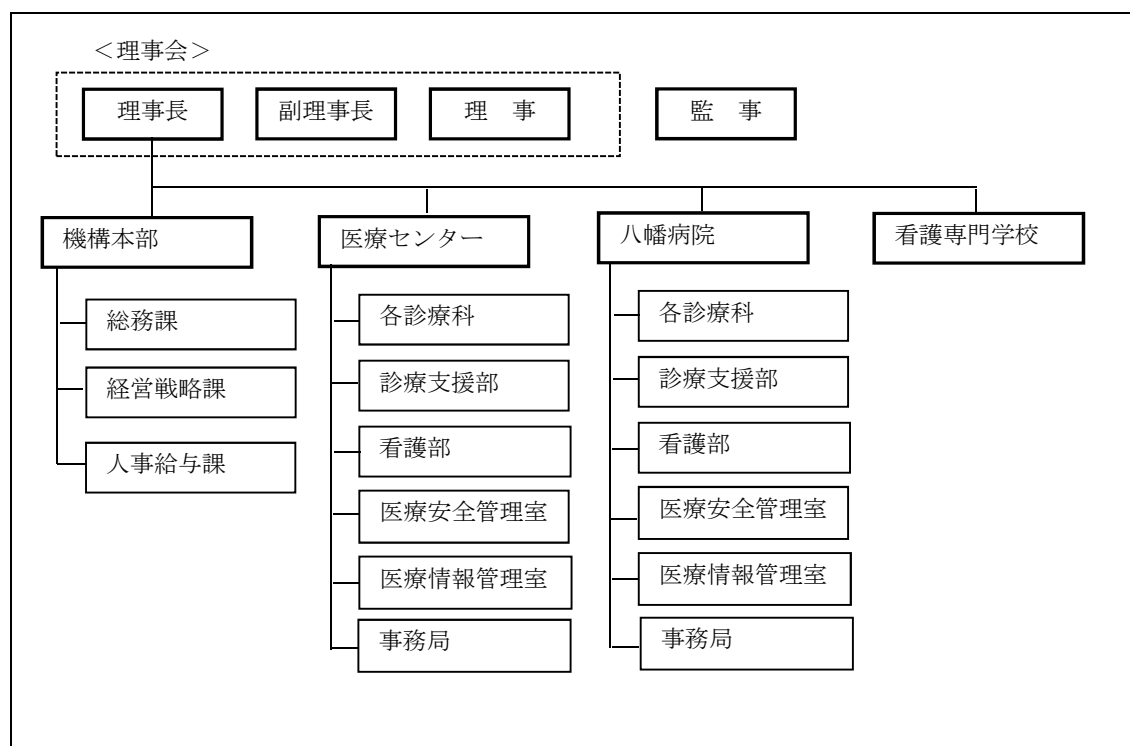 ＜理事会＞
理事長
副理事長
理　事
監　事
機構本部
医療センター
八幡病院
看護専門学校
総務課
経営戦略課
人事給与課
各診療科
診療支援部
看護部
医療安全管理室
医療情報管理室
事務局
各診療科
診療支援部
看護部
医療安全管理室
医療情報管理室
事務局